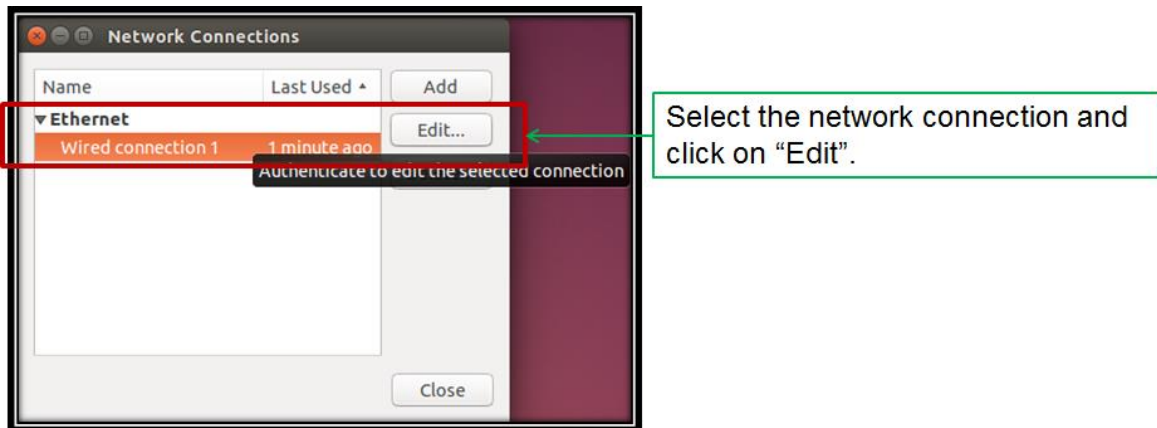 Network Connections
Name Last Used Add
Ethernet Edit...
Wired connection 1 1 minute ago
Authenticate to edit the selected connection
Close
Select the network connection and
click on “Edit”.